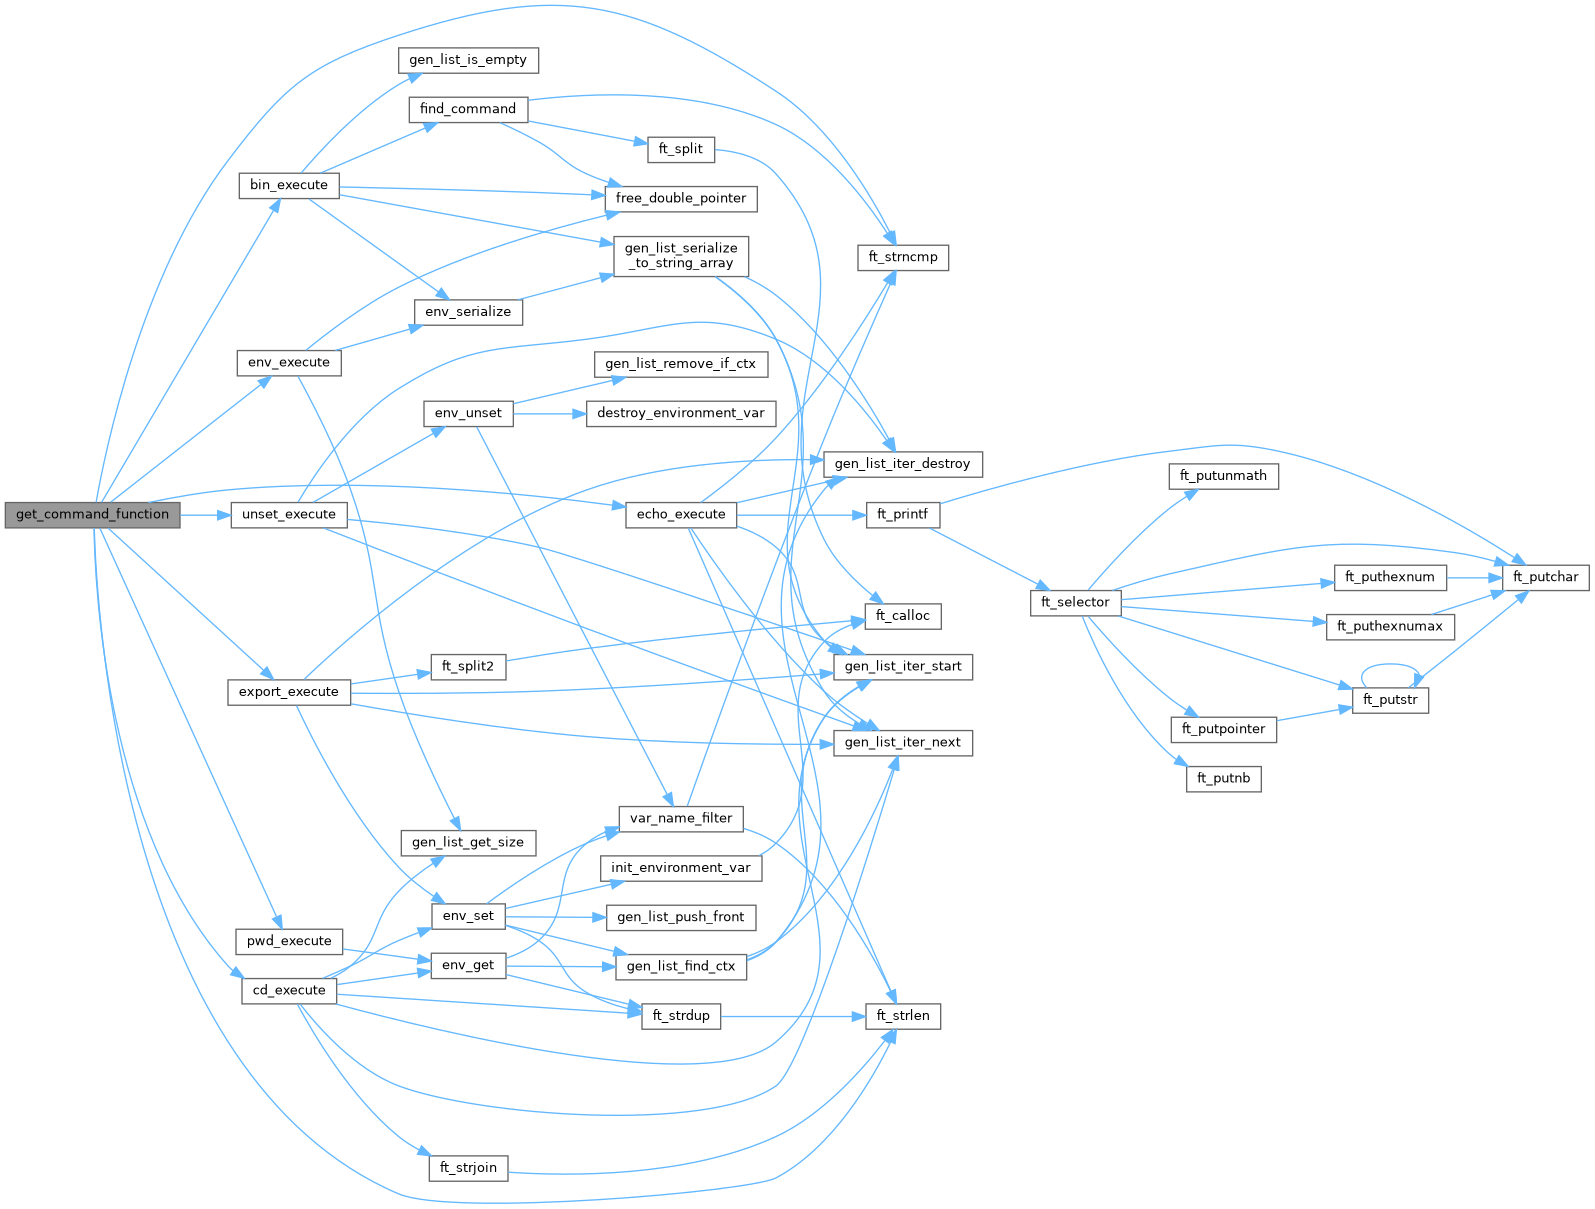 gen_list_is_empty
find_command
ft_split
bin_execute
free_double_pointer
gen_list_serialize
_to_string_array
ft_strncmp
env_serialize
env_execute
gen_list_remove_if_ctx
env_unset
destroy_environment_var
gen_list_iter_destroy
ft_putunmath
get_command_function
unset_execute
echo_execute
ft_printf
ft_puthexnum
ft_putchar
ft_selector
ft_calloc
ft_puthexnumax
ft_split2
gen_list_iter_start
export_execute
ft_putstr
ft_putpointer
gen_list_iter_next
ft_putnb
var_name_filter
gen_list_get_size
init_environment_var
env_set
gen_list_push_front
pwd_execute
env_get
gen_list_find_ctx
cd_execute
ft_strdup
ft_strlen
ft_strjoin